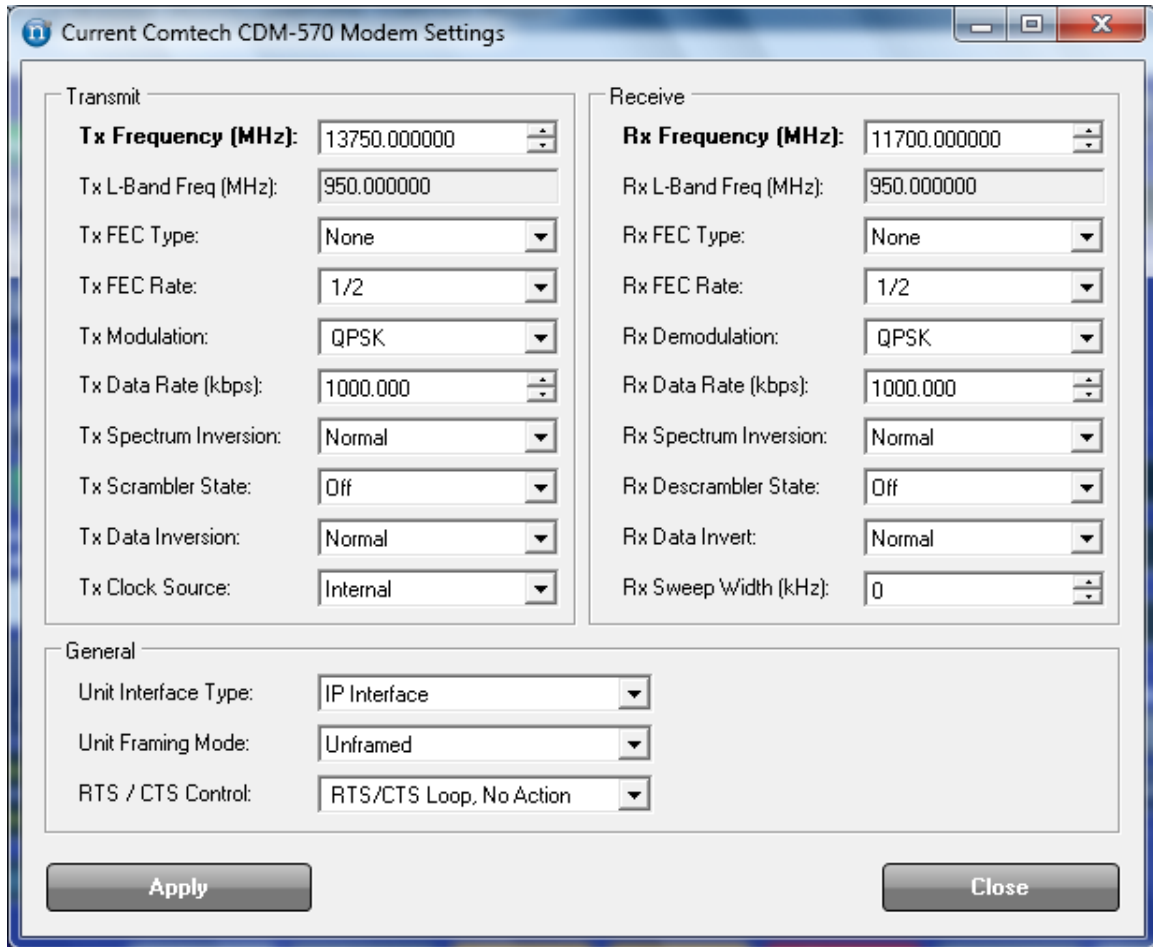 Current Comtech CDM-570 Modem Settings
Transmit
Tx Frequency (MHz): 13750.000000
Tx L-Band Freq (MHz): 950.000000
Tx FEC Type: None
Tx FEC Rate: 1/2
Tx Modulation: QPSK
Tx Data Rate (kbps): 1000.000
Tx Spectrum Inversion: Normal
Tx Scrambler State: Off
Tx Data Inversion: Normal
Tx Clock Source: Internal
Receive
Rx Frequency (MHz): 11700.000000
Rx L-Band Freq (MHz): 950.000000
Rx FEC Type: None
Rx FEC Rate: 1/2
Rx Demodulation: QPSK
Rx Data Rate (kbps): 1000.000
Rx Spectrum Inversion: Normal
Rx Descrambler State: Off
Rx Data Invert: Normal
Rx Sweep Width (kHz): 0
General
Unit Interface Type: IP Interface
Unit Framing Mode: Unframed
RTS / CTS Control: RTS/CTS Loop, No Action
Apply
Close